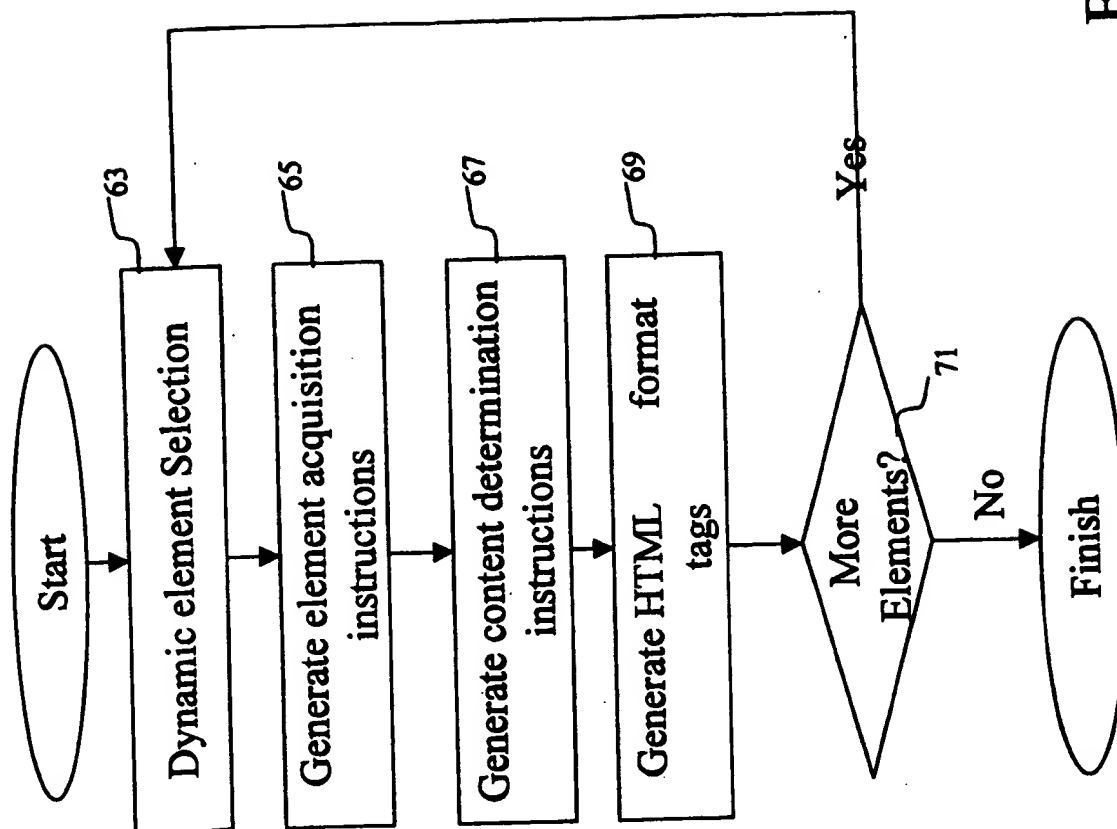 Start
63
Dynamic element Selection
65
Generate element acquisition
instructions
67
Generate content determination
instructions
69
Generate HTML format
tags
More
Elements?
71
Yes
No
Finish